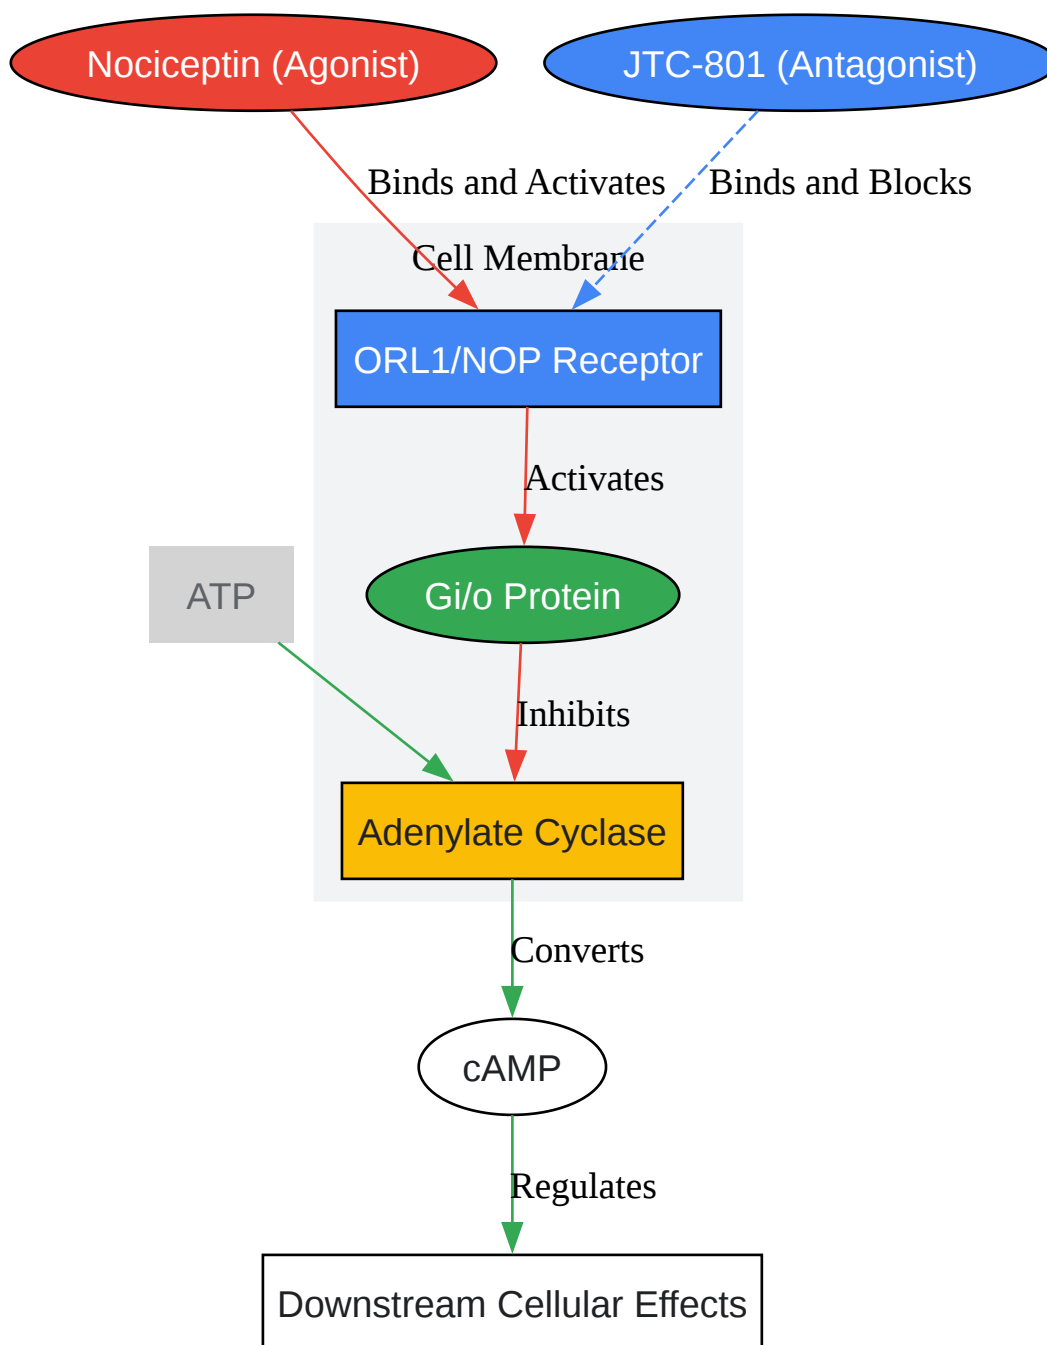 Nociceptin (Agonist)
JTC-801 (Antagonist)
Binds and Activates
Binds and Blocks
Cell Membrane
ORL1/NOP Receptor
Activates
ATP
Gi/o Protein
Inhibits
Adenylate Cyclase
Converts
cAMP
Regulates
Downstream Cellular Effects